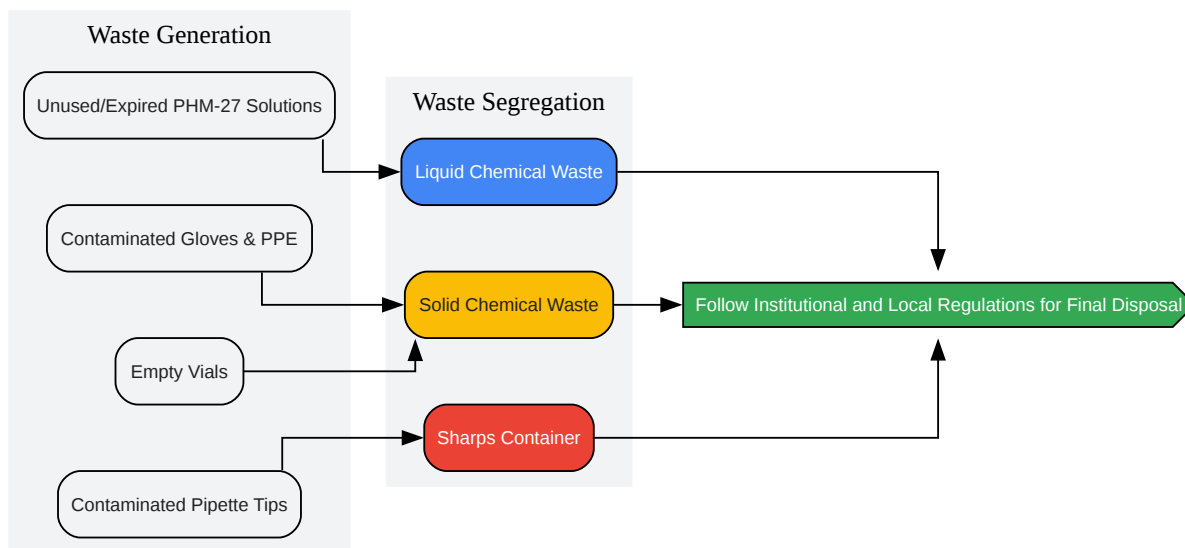 Waste Generation
Unused/Expired PHM-27 Solutions
Contaminated Gloves & PPE
Empty Vials
Contaminated Pipette Tips
Waste Segregation
Liquid Chemical Waste
Solid Chemical Waste
Sharps Container
Follow Institutional and Local Regulations for Final Disposal